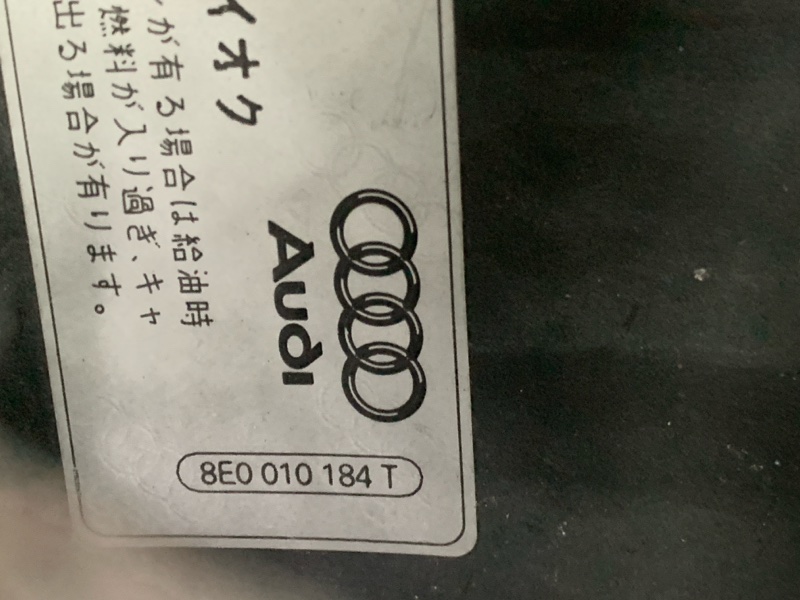 イオク
が有る場合は給油時
燃料が入り過ぎ、キャ
出る場合が有ります。
Audi
8E0 010 184 T